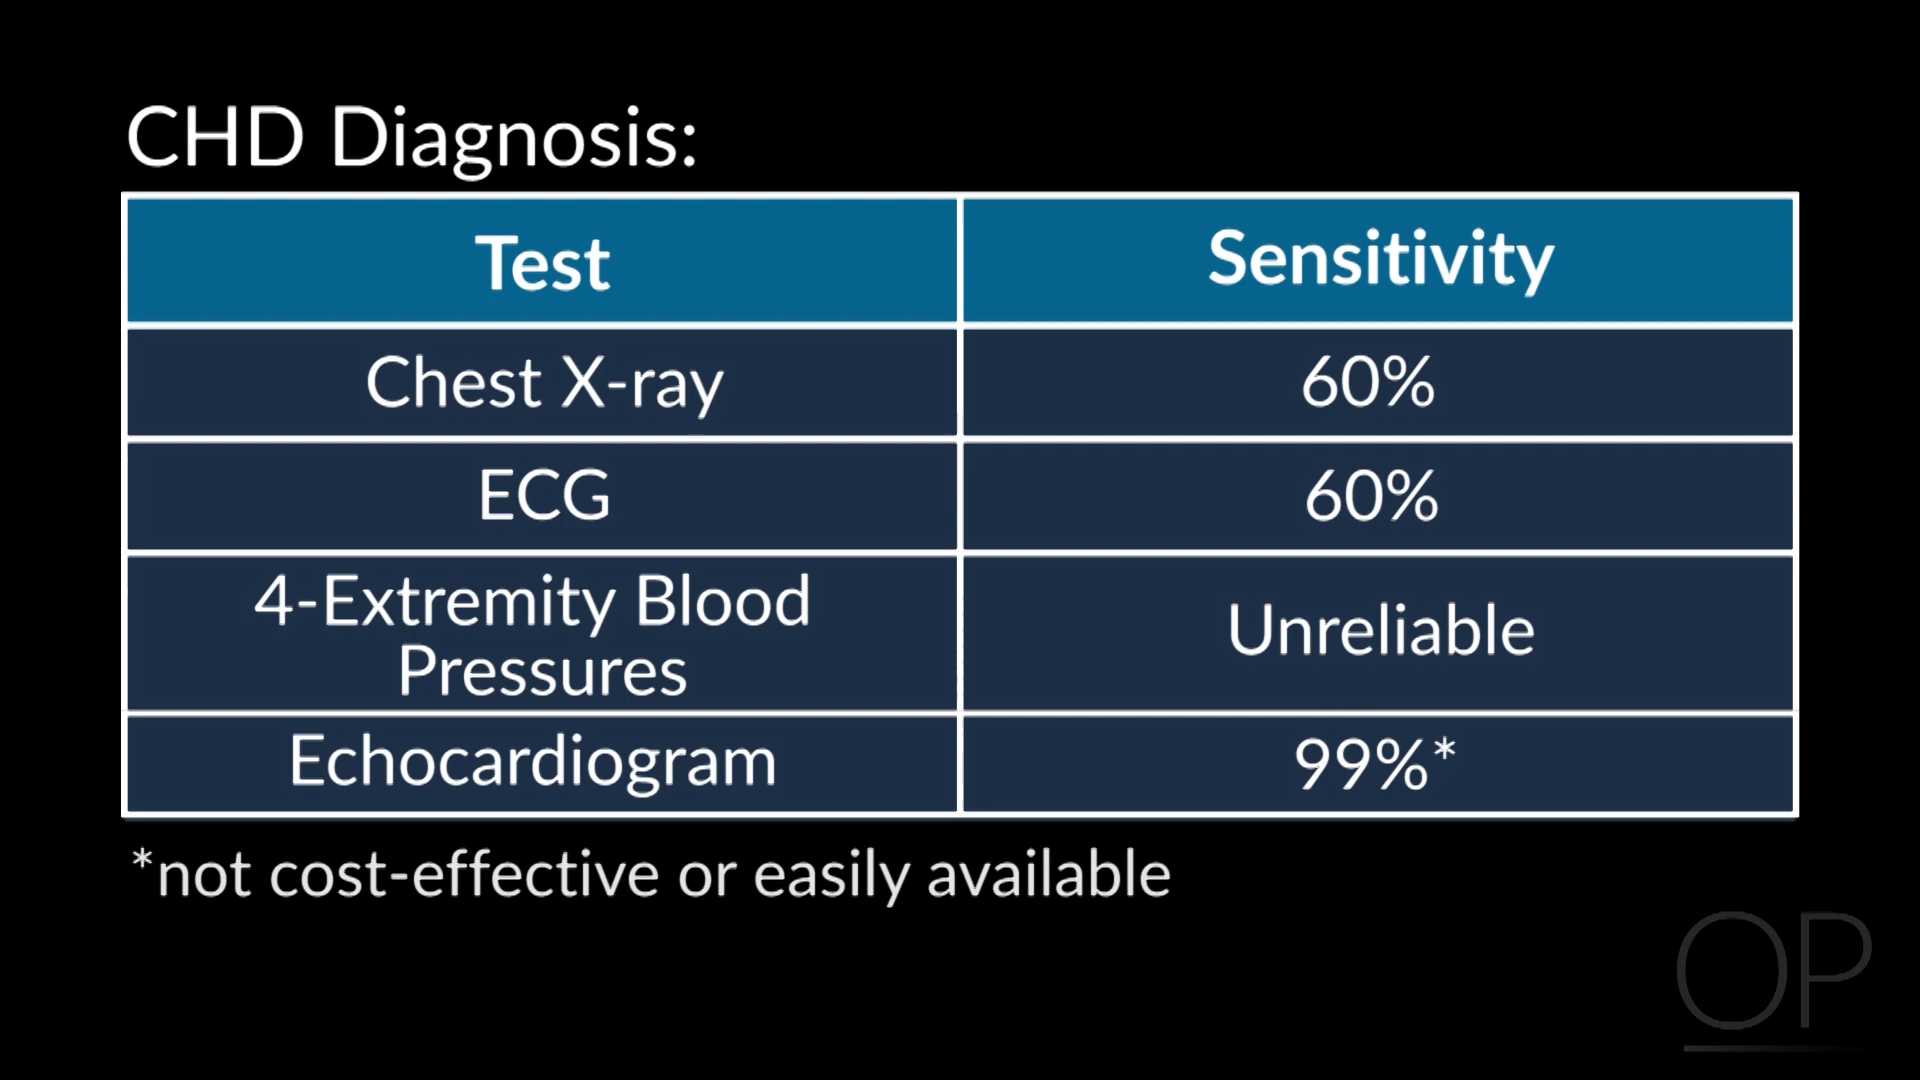 CHD Diagnosis:
Test Sensitivity
Chest X-ray 60%
ECG 60%
4-Extremity Blood
Pressures
Unreliable
Echocardiogram 99%*
*not cost-effective or easily available
OP